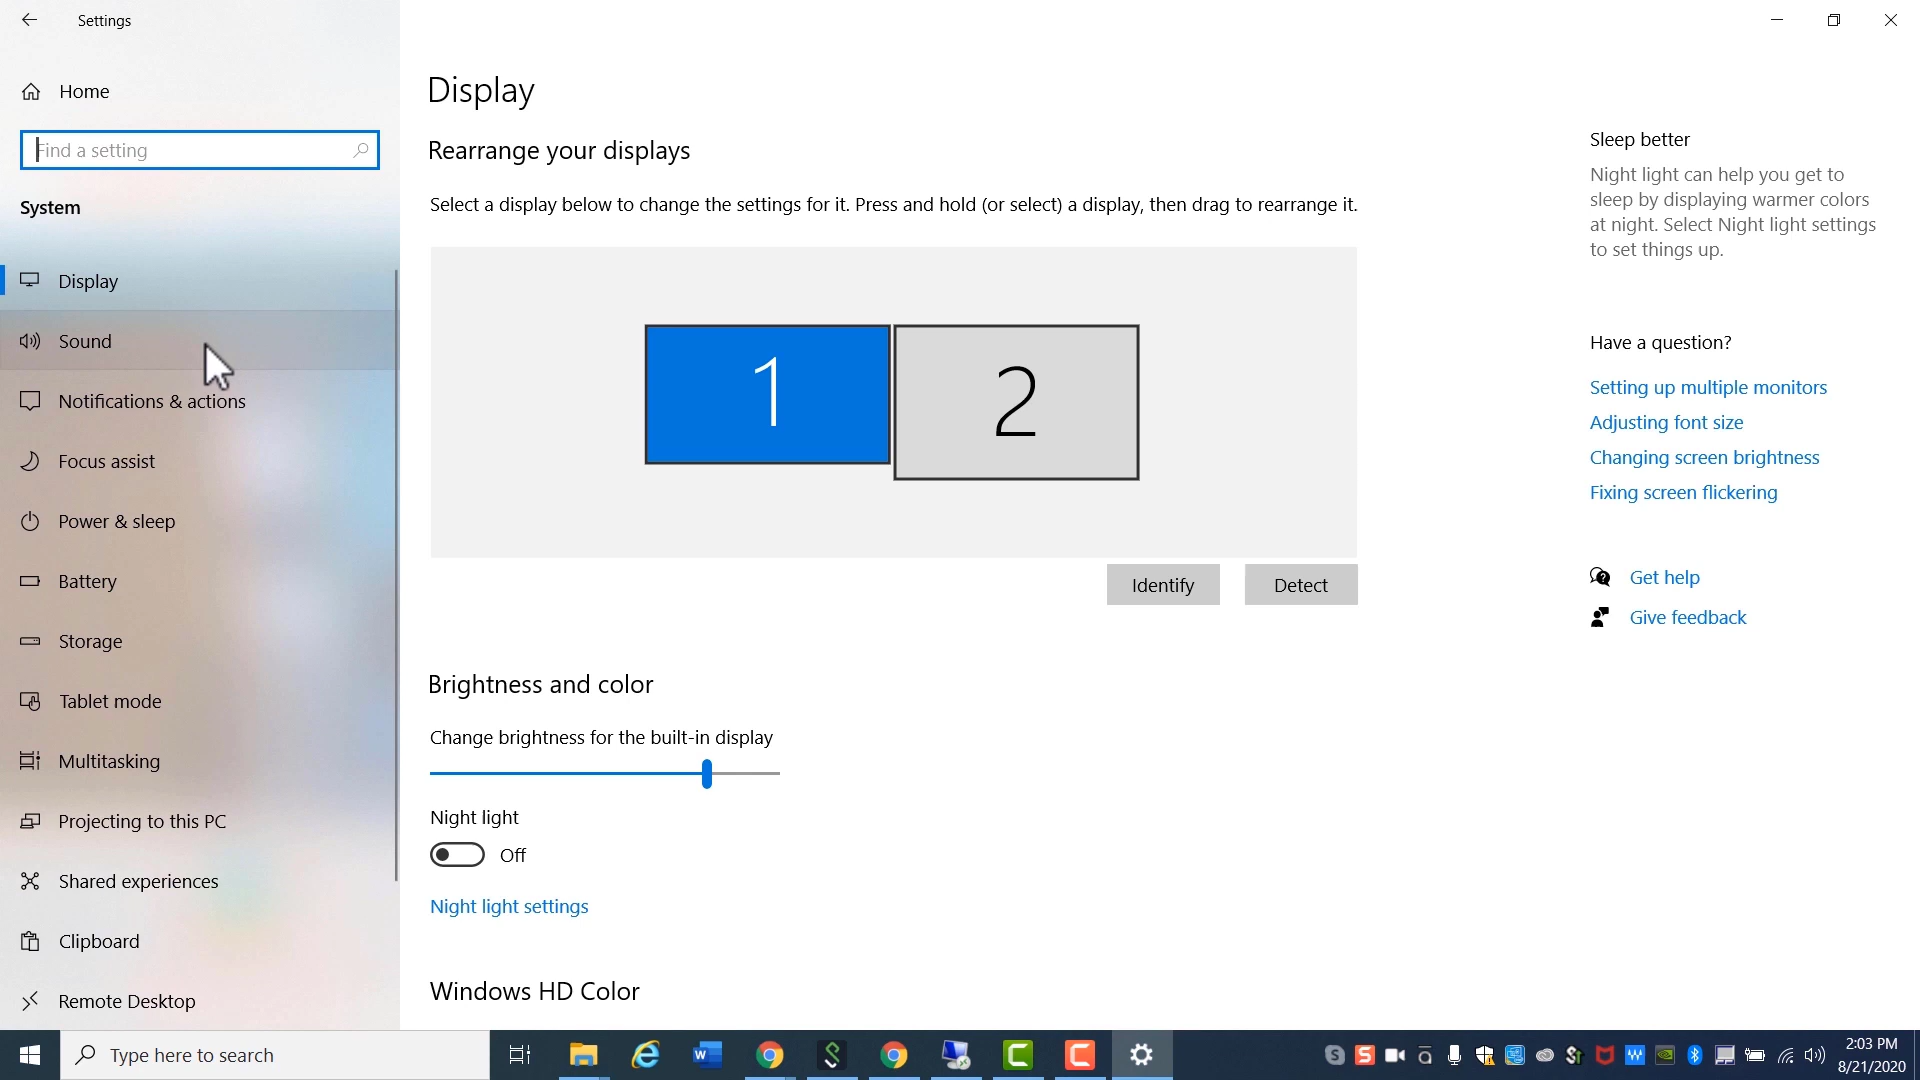 Settings
Home
Find a setting
System
Display
Sound
Notifications & actions
Focus assist
Power & sleep
Battery
Storage
Tablet mode
Multitasking
Projecting to this PC
Shared experiences
Clipboard
Remote Desktop
Display
Rearrange your displays
Select a display below to change the settings for it. Press and hold (or select) a display, then drag to rearrange it.
1
2
Identify
Detect
Brightness and color
Change brightness for the built-in display
Night light
Off
Night light settings
Windows HD Color
Sleep better
Night light can help you get to
sleep by displaying warmer colors
at night. Select Night light settings
to set things up.
Have a question?
Setting up multiple monitors
Adjusting font size
Changing screen brightness
Fixing screen flickering
Get help
Give feedback
Type here to search
2:03 PM
8/21/2020